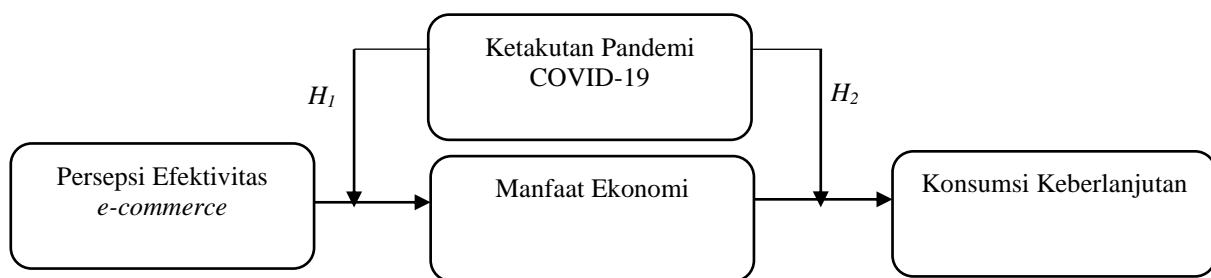 Ketakutan Pandemi
COVID-19
H1
H2
Persepsi Efektivitas
e-commerce
Manfaat Ekonomi
Konsumsi Keberlanjutan